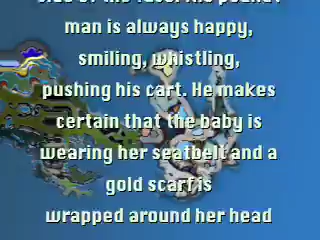 man is always happy,
smiling, whistling,
pushing his cart. He makes
certain that the baby is
wearing her seatbelt and a
gold scarf is
wrapped around her head